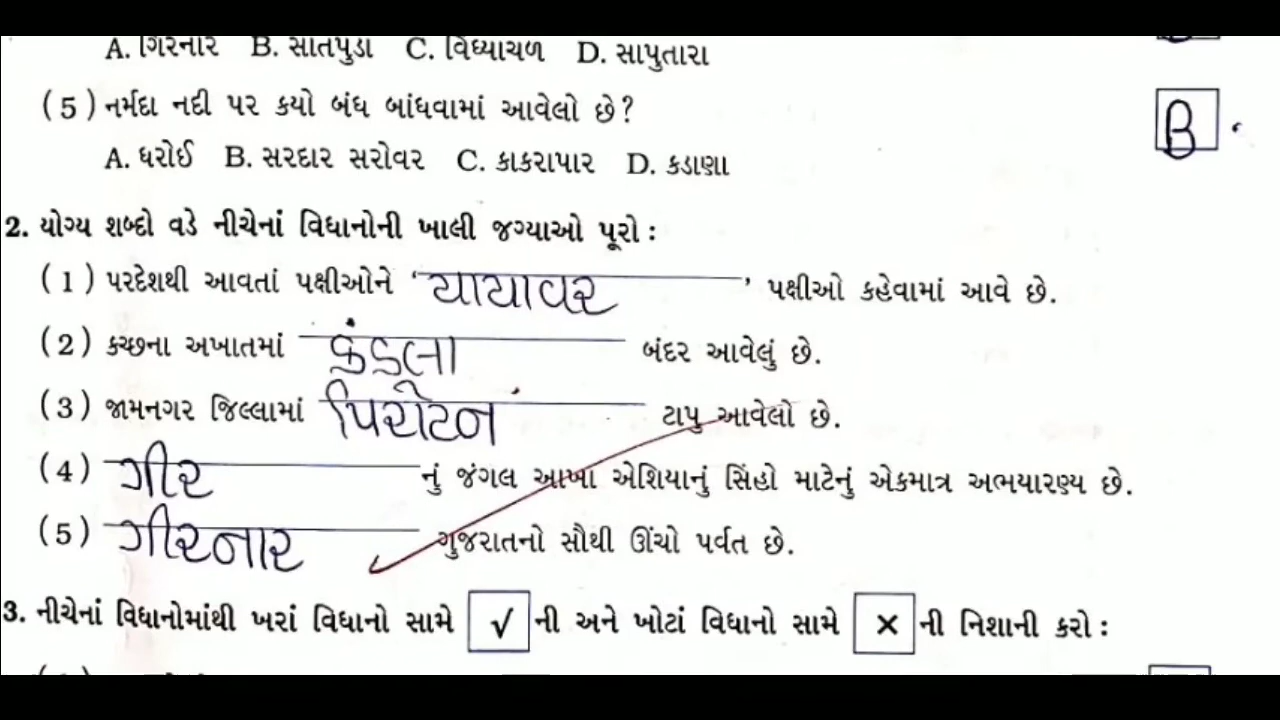 A. ગિરનાર B. સાતપુડા C. વિંધ્યાચળ D. સાપુતારા
(5) નર્મદા નદી પર કયો બંધ બાંધવામાં આવેલો છે? B
A. ધરોઈ B. સરદાર સરોવર C. કાકરાપાર D. કડાણા
2. યોગ્ય શબ્દો વડે નીચેનાં વિધાનોની ખાલી જગ્યાઓ પૂરો :
(1) પરદેશથી આવતાં પક્ષીઓને ‘યાયાવર’ પક્ષીઓ કહેવામાં આવે છે.
(2) કચ્છના અખાતમાં કંડલા બંદર આવેલું છે.
(3) જામનગર જિલ્લામાં પિરોટન ટાપુ આવેલો છે.
(4) ગીર નું જંગલ આખા એશિયાનું સિંહો માટેનું એકમાત્ર અભયારણ્ય છે.
(5) ગીરનાર ગુજરાતનો સૌથી ઊંચો પર્વત છે.
3. નીચેનાં વિધાનોમાંથી ખરાં વિધાનો સામે √ ની અને ખોટાં વિધાનો સામે × ની નિશાની કરો :